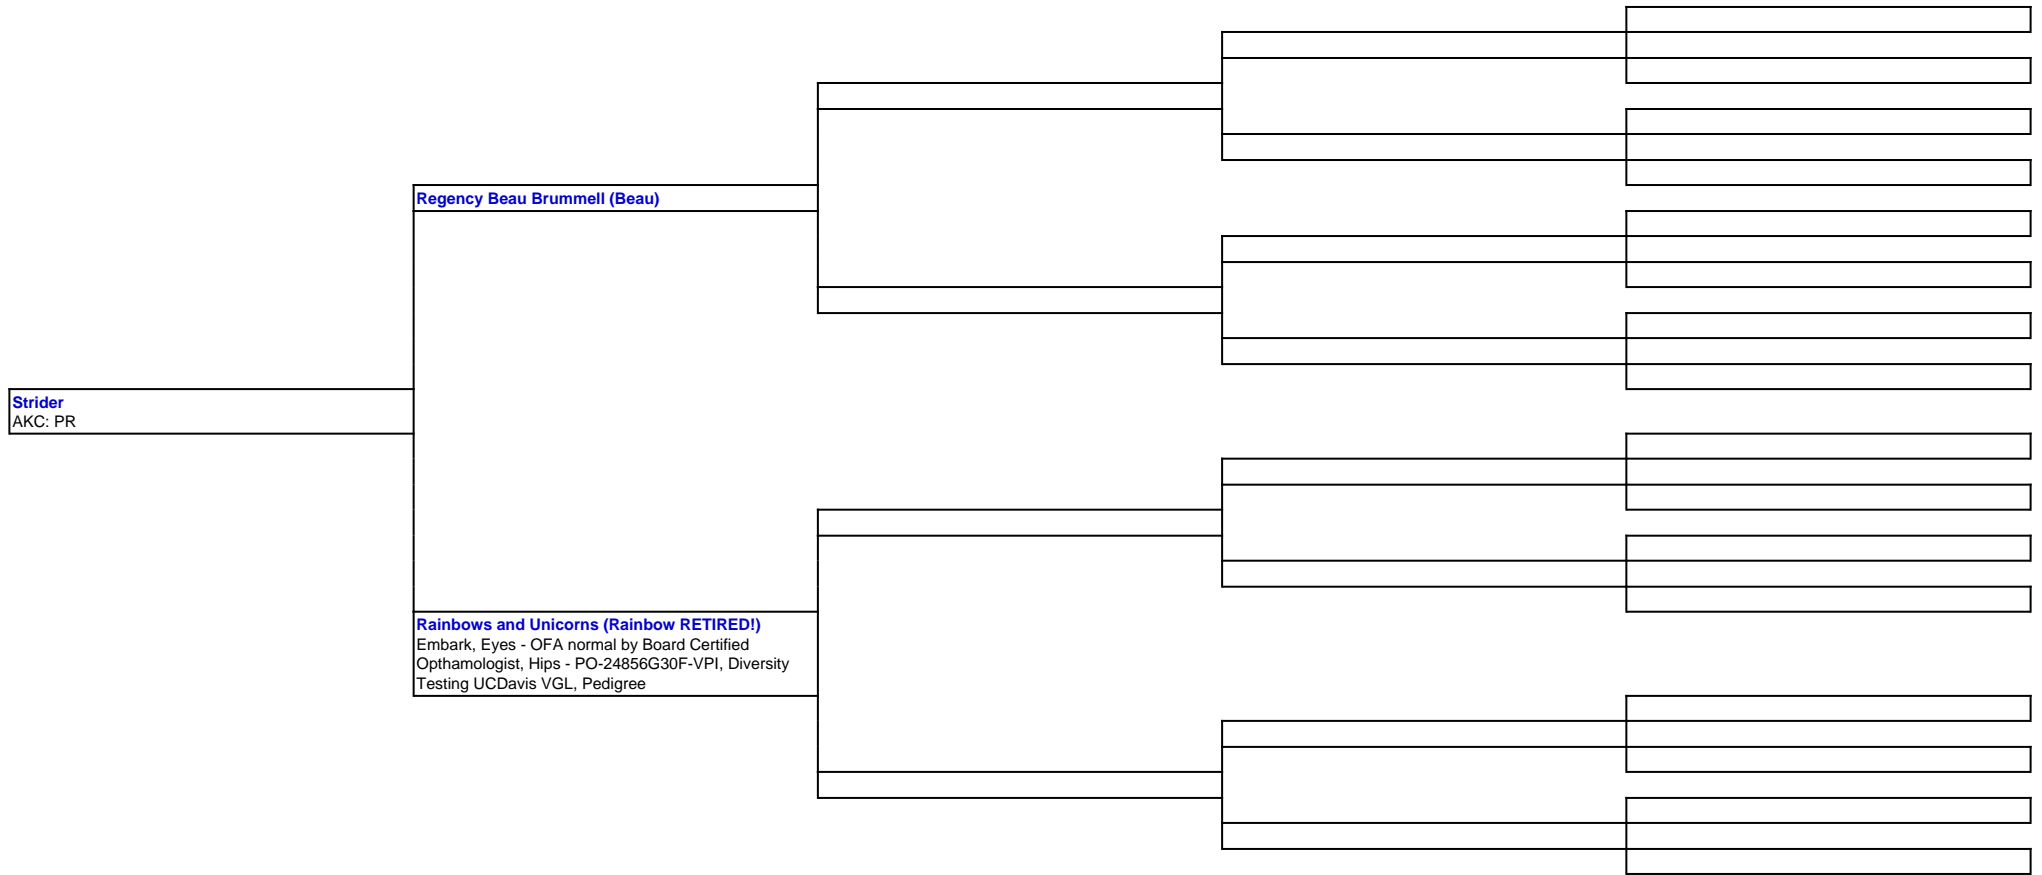 Regency Beau Brummell (Beau)
Strider
AKC: PR
Rainbows and Unicorns (Rainbow RETIRED!)
Embark, Eyes - OFA normal by Board Certified
Opthamologist, Hips - PO-24856G30F-VPI, Diversity
Testing UCDavis VGL, Pedigree